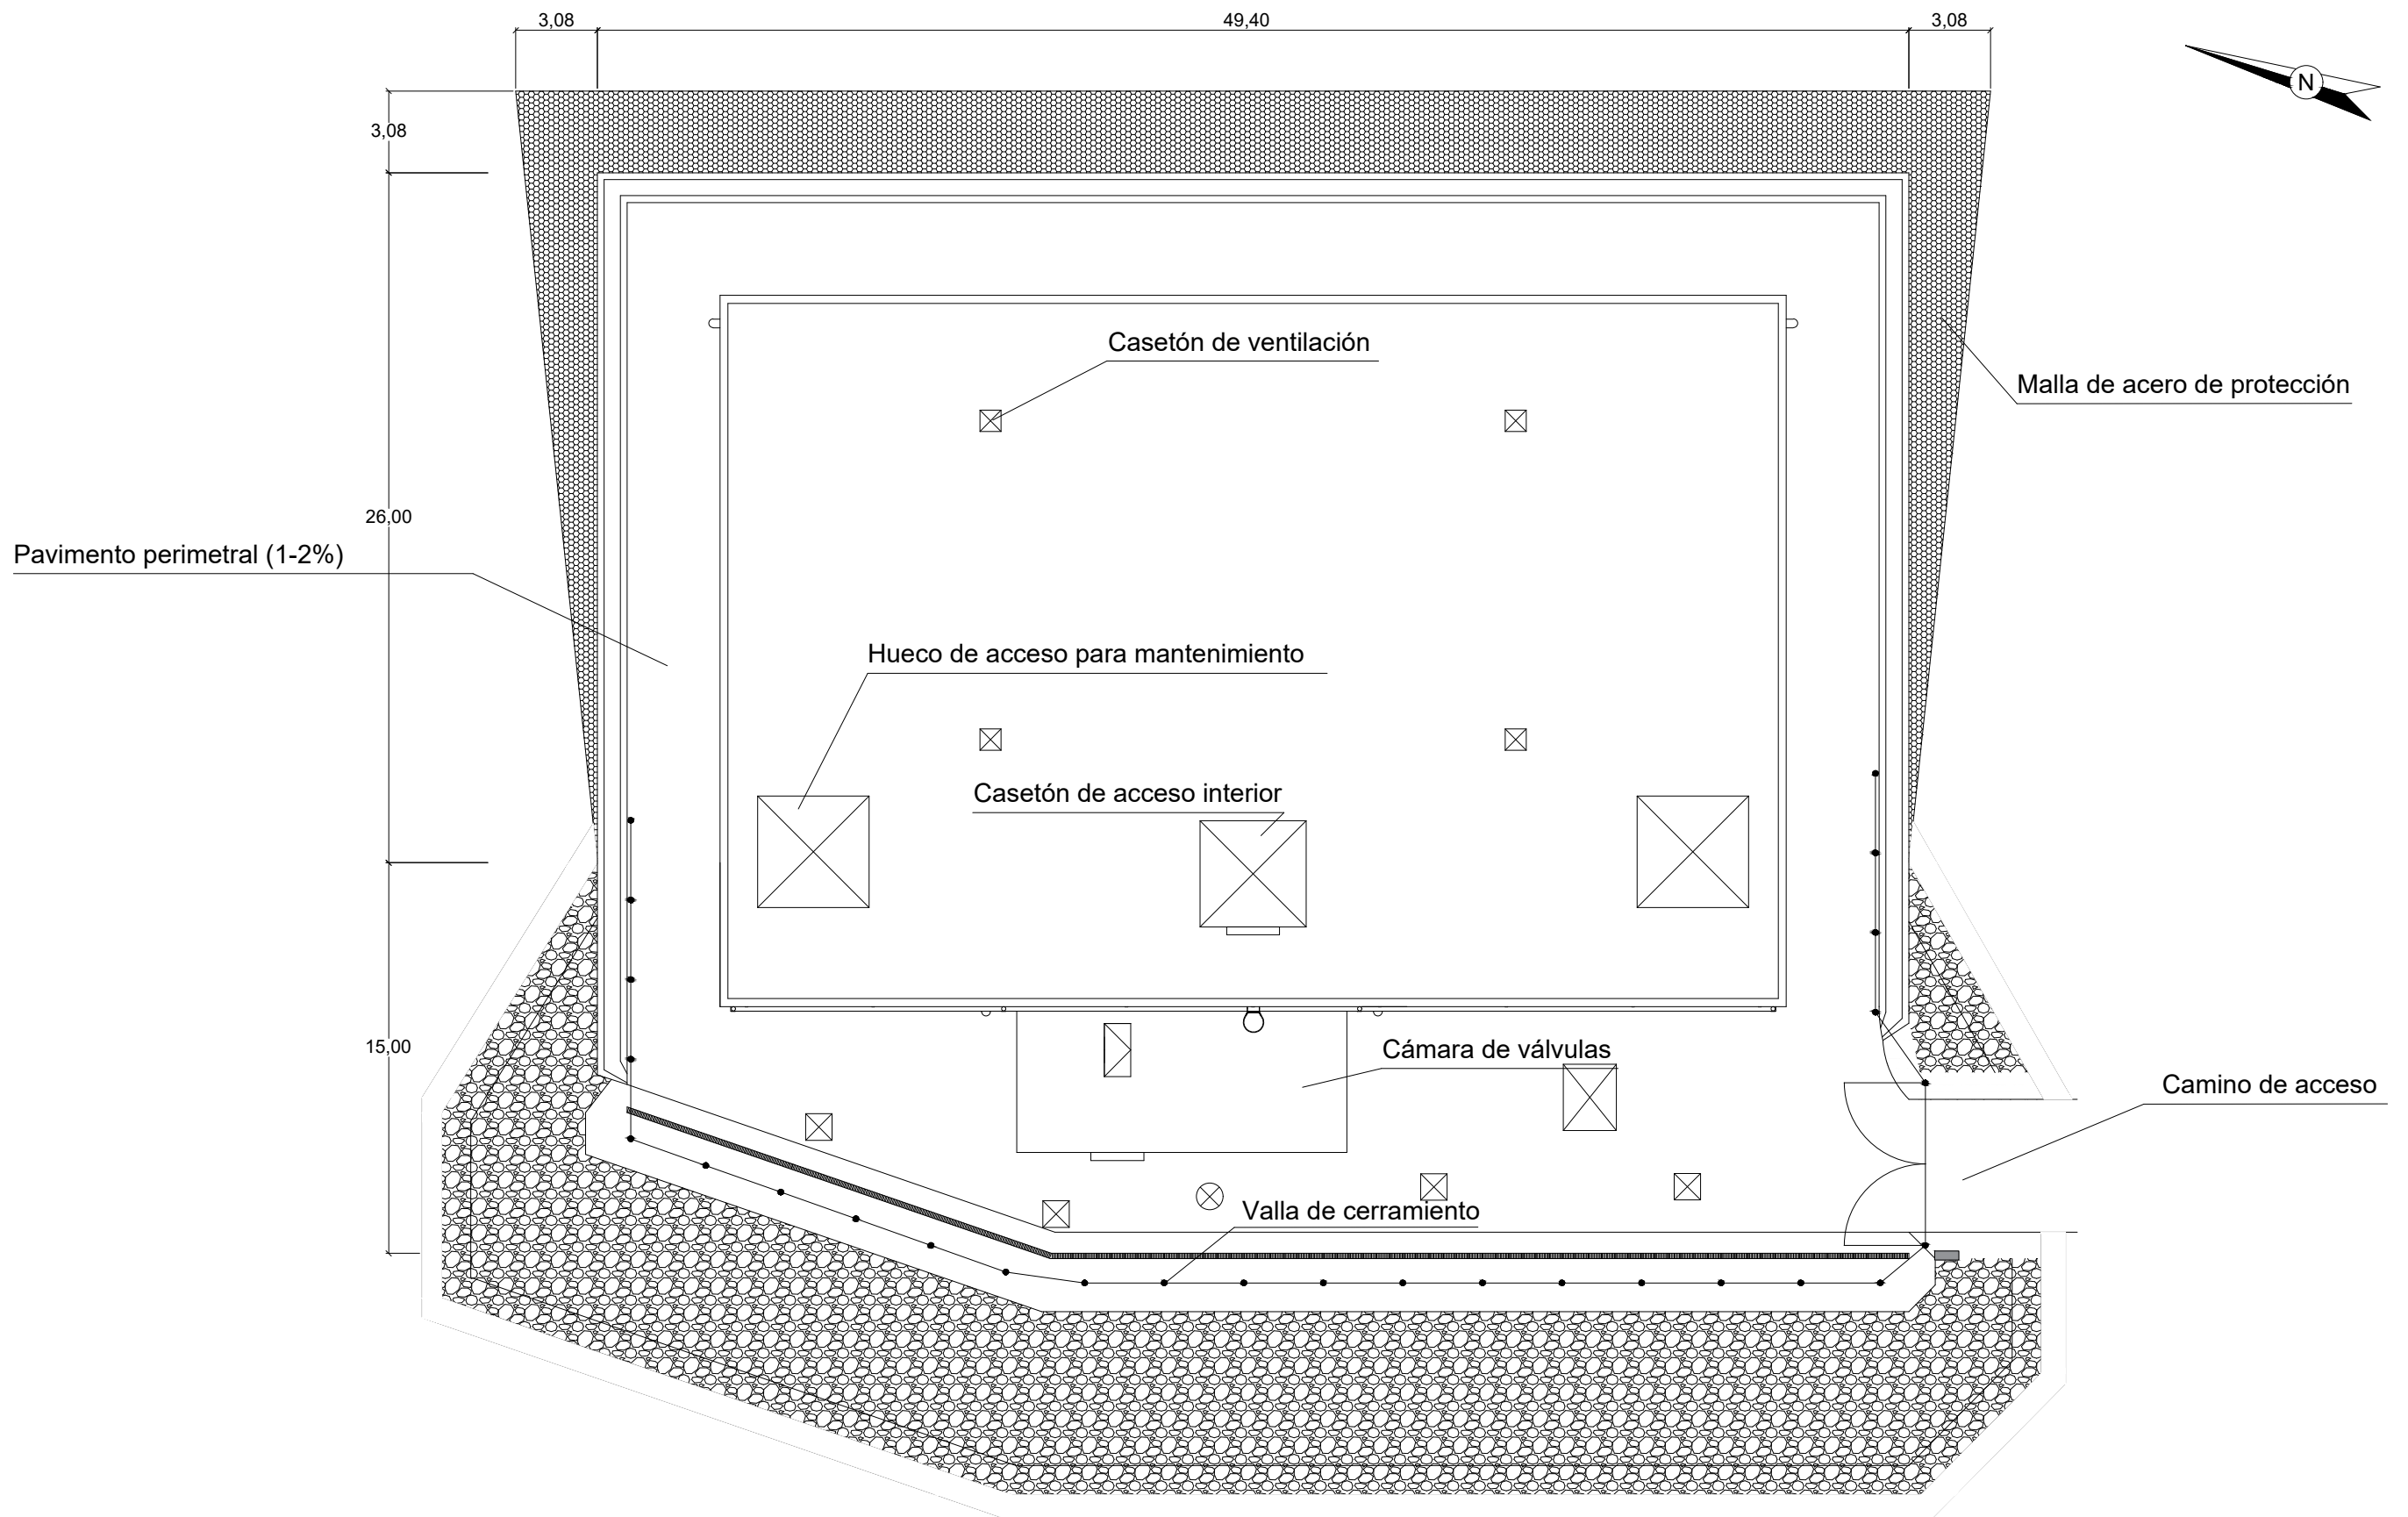 3,08
49,40
3,08
N
3,08
Casetón de ventilación
Malla de acero de protección
26,00
Pavimento perimetral (1-2%)
Hueco de acceso para mantenimiento
Casetón de acceso interior
15,00
Cámara de válvulas
Camino de acceso
Valla de cerramiento